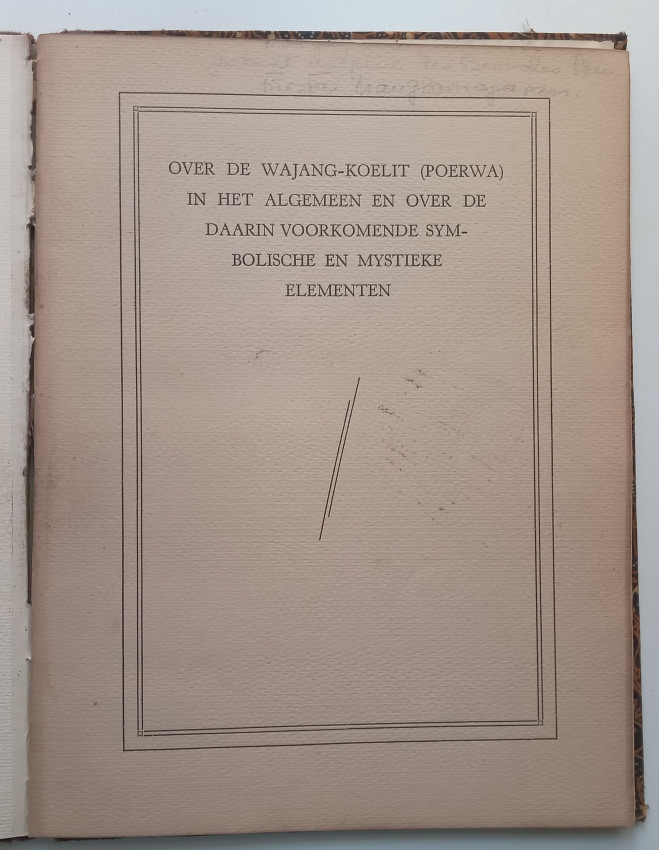 OVER DE WAJANG-KOELIT (POERWA)
IN HET ALGEMEEN EN OVER DE
DAARIN VOORKOMENDE SYM-
BOLISCHE EN MYSTIEKE
ELEMENTEN